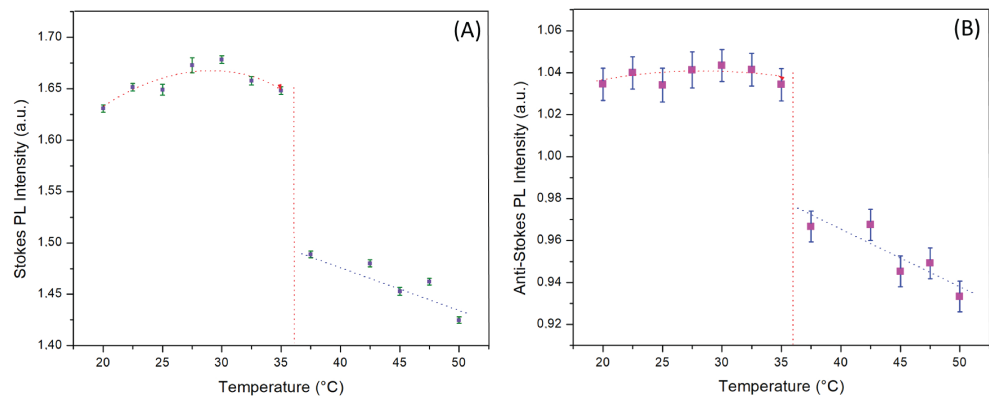 (A)
Stokes PL Intensity (a.u.)
1.70
1.65
1.60
1.55
1.50
1.45
1.40
20 25 30 35 40 45 50
Temperature (°C)
(B)
Anti-Stokes PL Intensity (a.u.)
1.06
1.04
1.02
1,00
0.98
0.96
0.94
0.92
20 25 30 35 40 45 50
Temperature (°C)